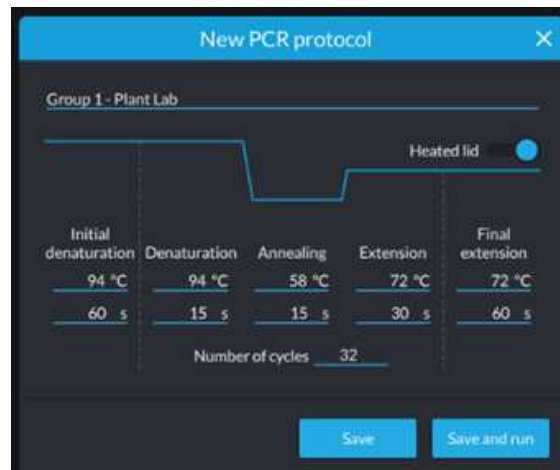 New PCR protocol
Group 1 - Plant Lab
Heated lid
Initial denaturation Denaturation Annealing Extension Final extension
94 °C 94 °C 58 °C 72 °C 72 °C
60 s 15 s 15 s 30 s 60 s
Number of cycles 32
Save Save and run